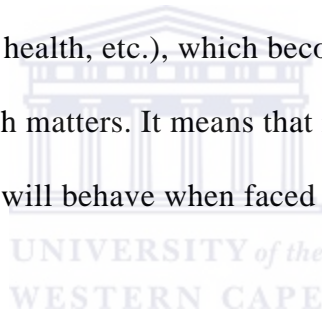 health, etc.), which beco
h matters. It means that
will behave when faced
UNIVERSITY of the
WESTERN CAPE